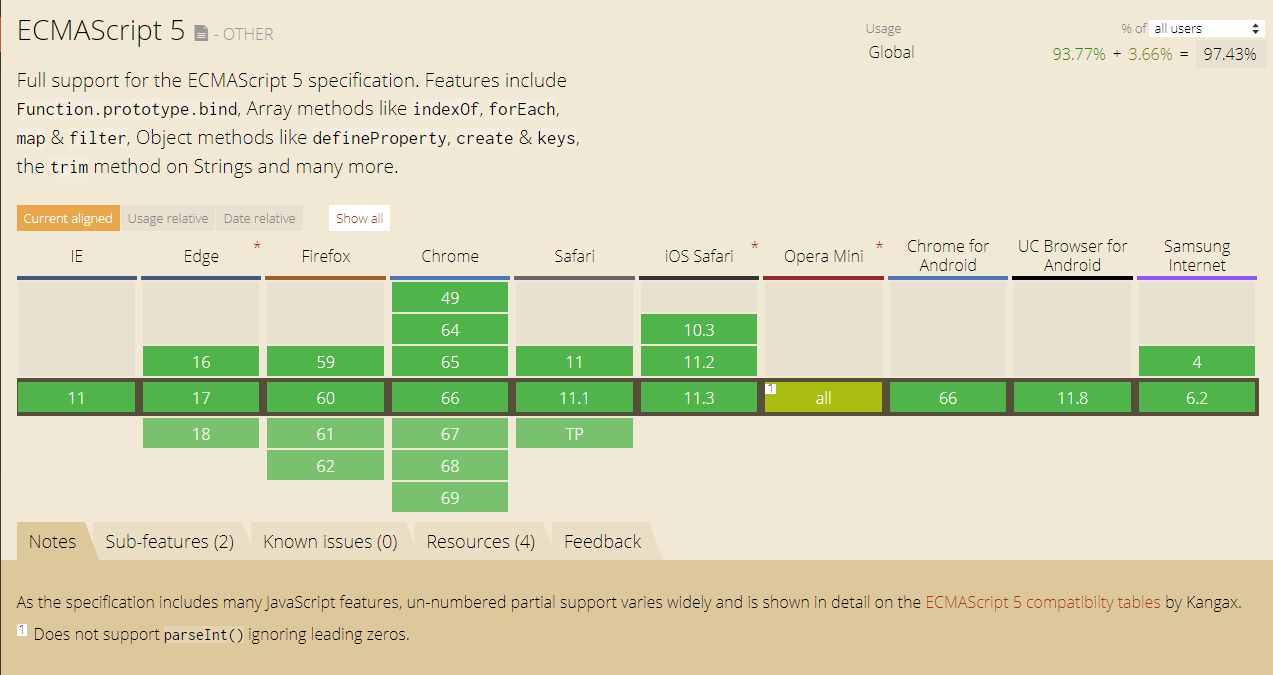 ECMAScript 5 - OTHER
Usage % of all users
Global 93.77% + 3.66% = 97.43%
Full support for the ECMAScript 5 specification. Features include
Function.prototype.bind, Array methods like indexOf, forEach,
map & filter, Object methods like defineProperty, create & keys,
the trim method on Strings and many more.
Current aligned Usage relative Date relative Show all
IE Edge * Firefox Chrome Safari iOS Safari * Opera Mini * Chrome for Android UC Browser for Android Samsung Internet
49
64 10.3
16 59 65 11 11.2 4
11 17 60 66 11.1 11.3 1 all 66 11.8 6.2
18 61 67 TP
62 68
69
Notes Sub-features (2) Known issues (0) Resources (4) Feedback
As the specification includes many JavaScript features, un-numbered partial support varies widely and is shown in detail on the ECMAScript 5 compatibilty tables by Kangax.
1 Does not support parseInt() ignoring leading zeros.